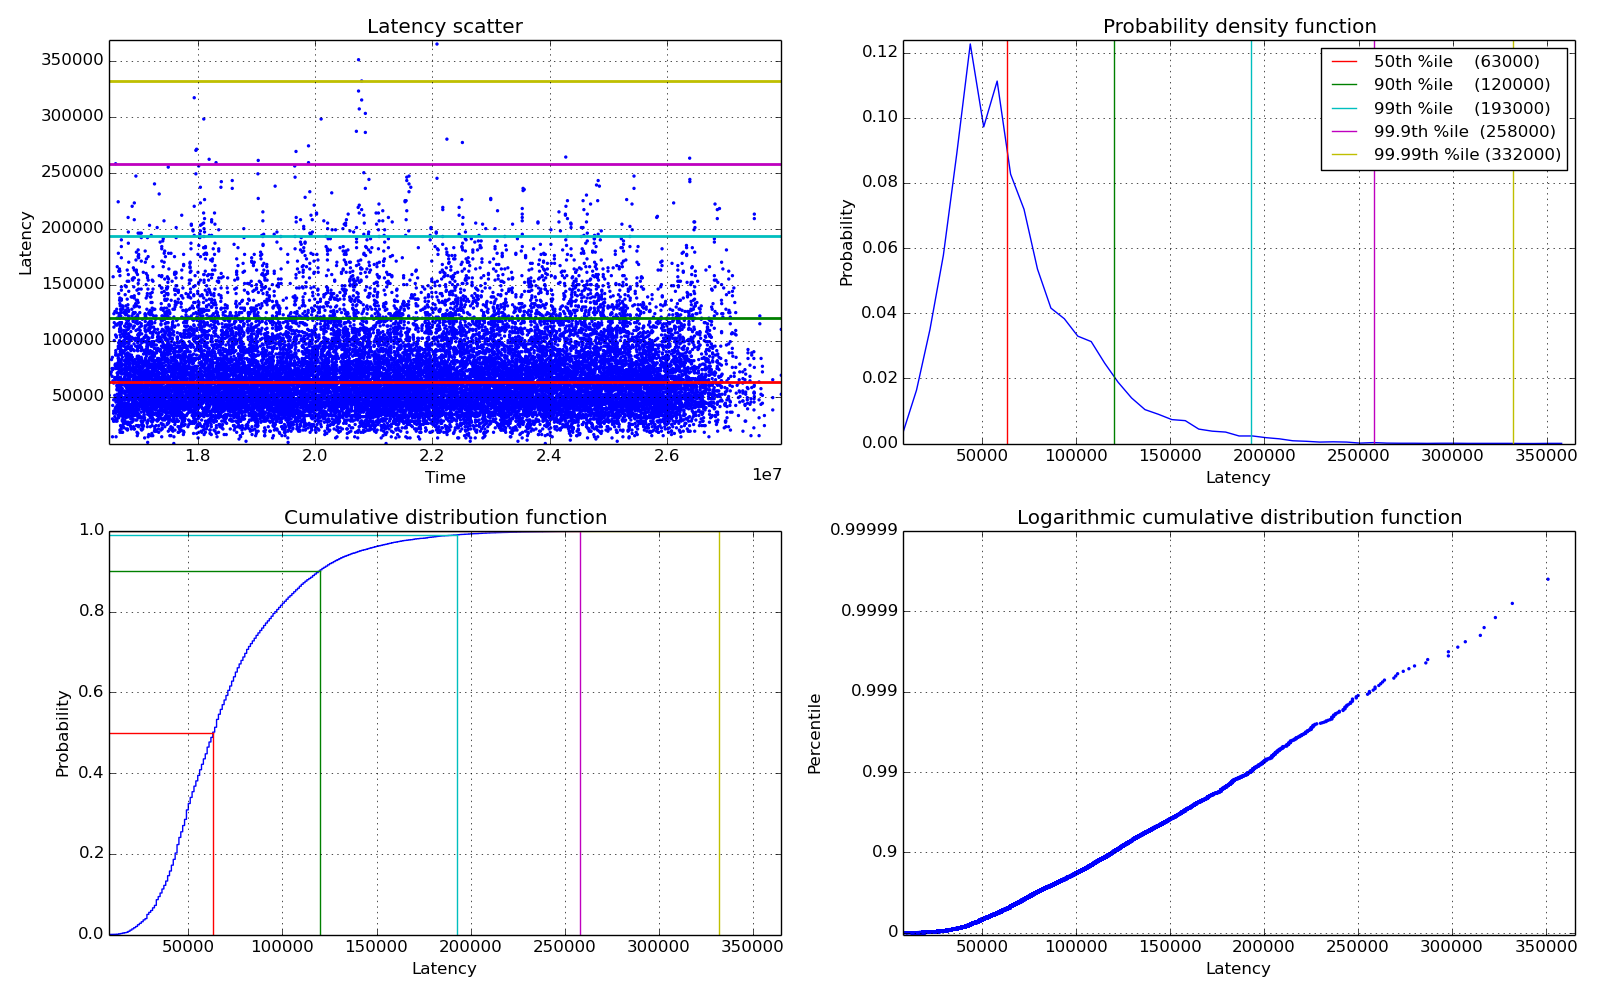 Latency scatter
350000
300000
250000
200000
150000
100000
50000
Latency
1.8 2.0 2.2 2.4 2.6
1e7
Time
Probability density function
50th %ile (63000)
90th %ile (120000)
99th %ile (193000)
99.9th %ile (258000)
99.99th %ile (332000)
0.12
0.10
0.08
0.06
0.04
0.02
0.00
Probability
50000 100000 150000 200000 250000 300000 350000
Latency
Cumulative distribution function
1.0
0.8
0.6
0.4
0.2
0.0
Probability
50000 100000 150000 200000 250000 300000 350000
Latency
Logarithmic cumulative distribution function
0.99999
0.9999
0.999
0.99
0.9
0
Percentile
50000 100000 150000 200000 250000 300000 350000
Latency